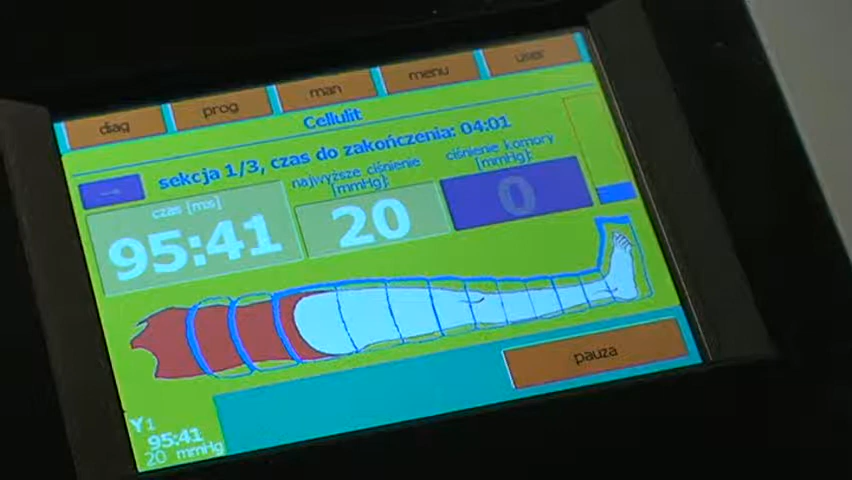 diag prog man menu user
Cellulit
sekcja 1/3, czas do zakończenia: 04:01
czas [ms]
95:41
najwyższe ciśnienie
[mmHg]:
20
ciśnienie komory
[mmHg]:
0
pauza
Y1
95:41
20 mmHg